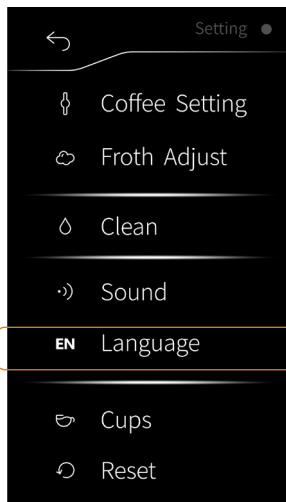 Setting
Coffee Setting
Froth Adjust
Clean
Sound
EN Language
Cups
Reset